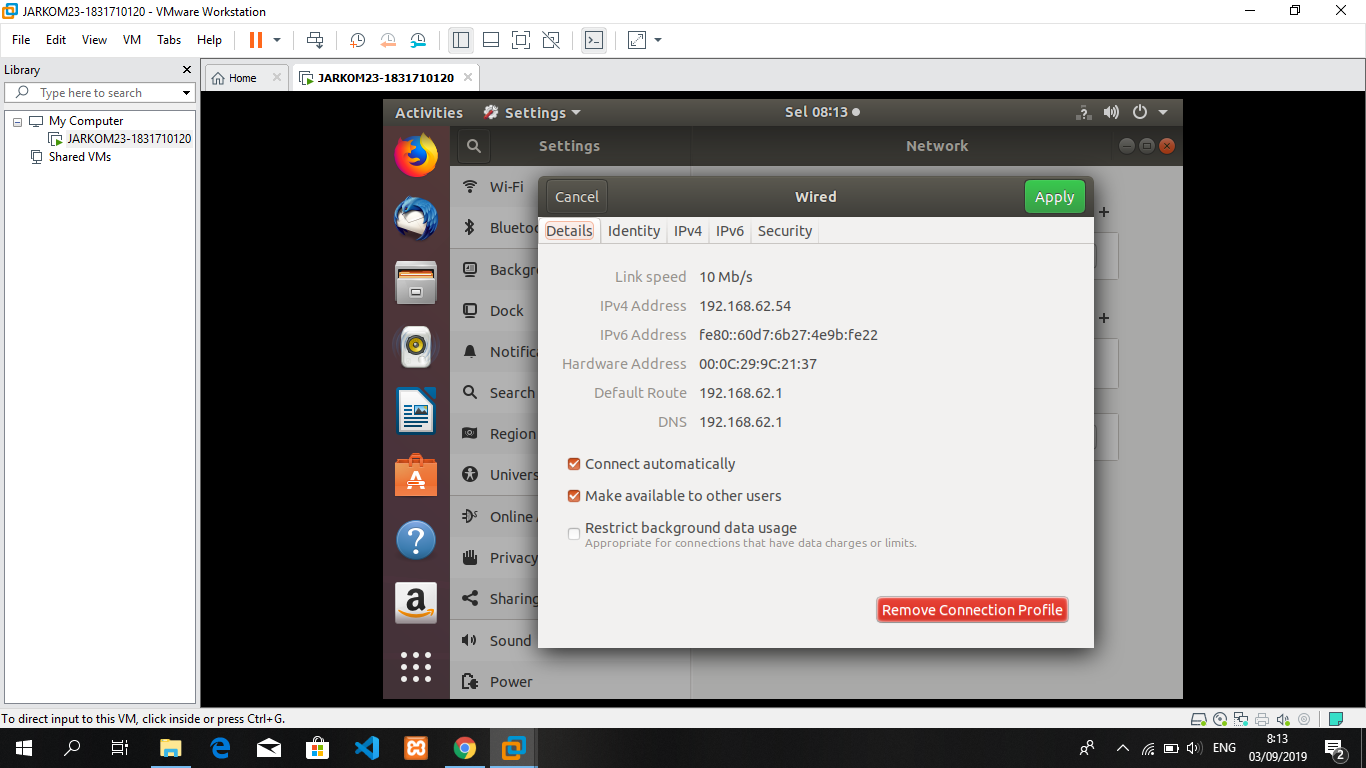 JARKOM23-1831710120 - VMware Workstation
File Edit View VM Tabs Help
Library
Type here to search
My Computer
JARKOM23-1831710120
Shared VMs
Home
JARKOM23-1831710120
Activities Settings Sel 08:13
Settings Network
Wi-Fi
Bluetoo
Backgr
Dock
Notific
Search
Region
Univers
Online A
Privacy
Sharing
Sound
Power
Cancel Wired Apply
Details Identity IPv4 IPv6 Security
Link speed 10 Mb/s
IPv4 Address 192.168.62.54
IPv6 Address fe80::60d7:6b27:4e9b:fe22
Hardware Address 00:0C:29:9C:21:37
Default Route 192.168.62.1
DNS 192.168.62.1
Connect automatically
Make available to other users
Restrict background data usage
Appropriate for connections that have data charges or limits.
Remove Connection Profile
To direct input to this VM, click inside or press Ctrl+G.
ENG
8:13
03/09/2019
2